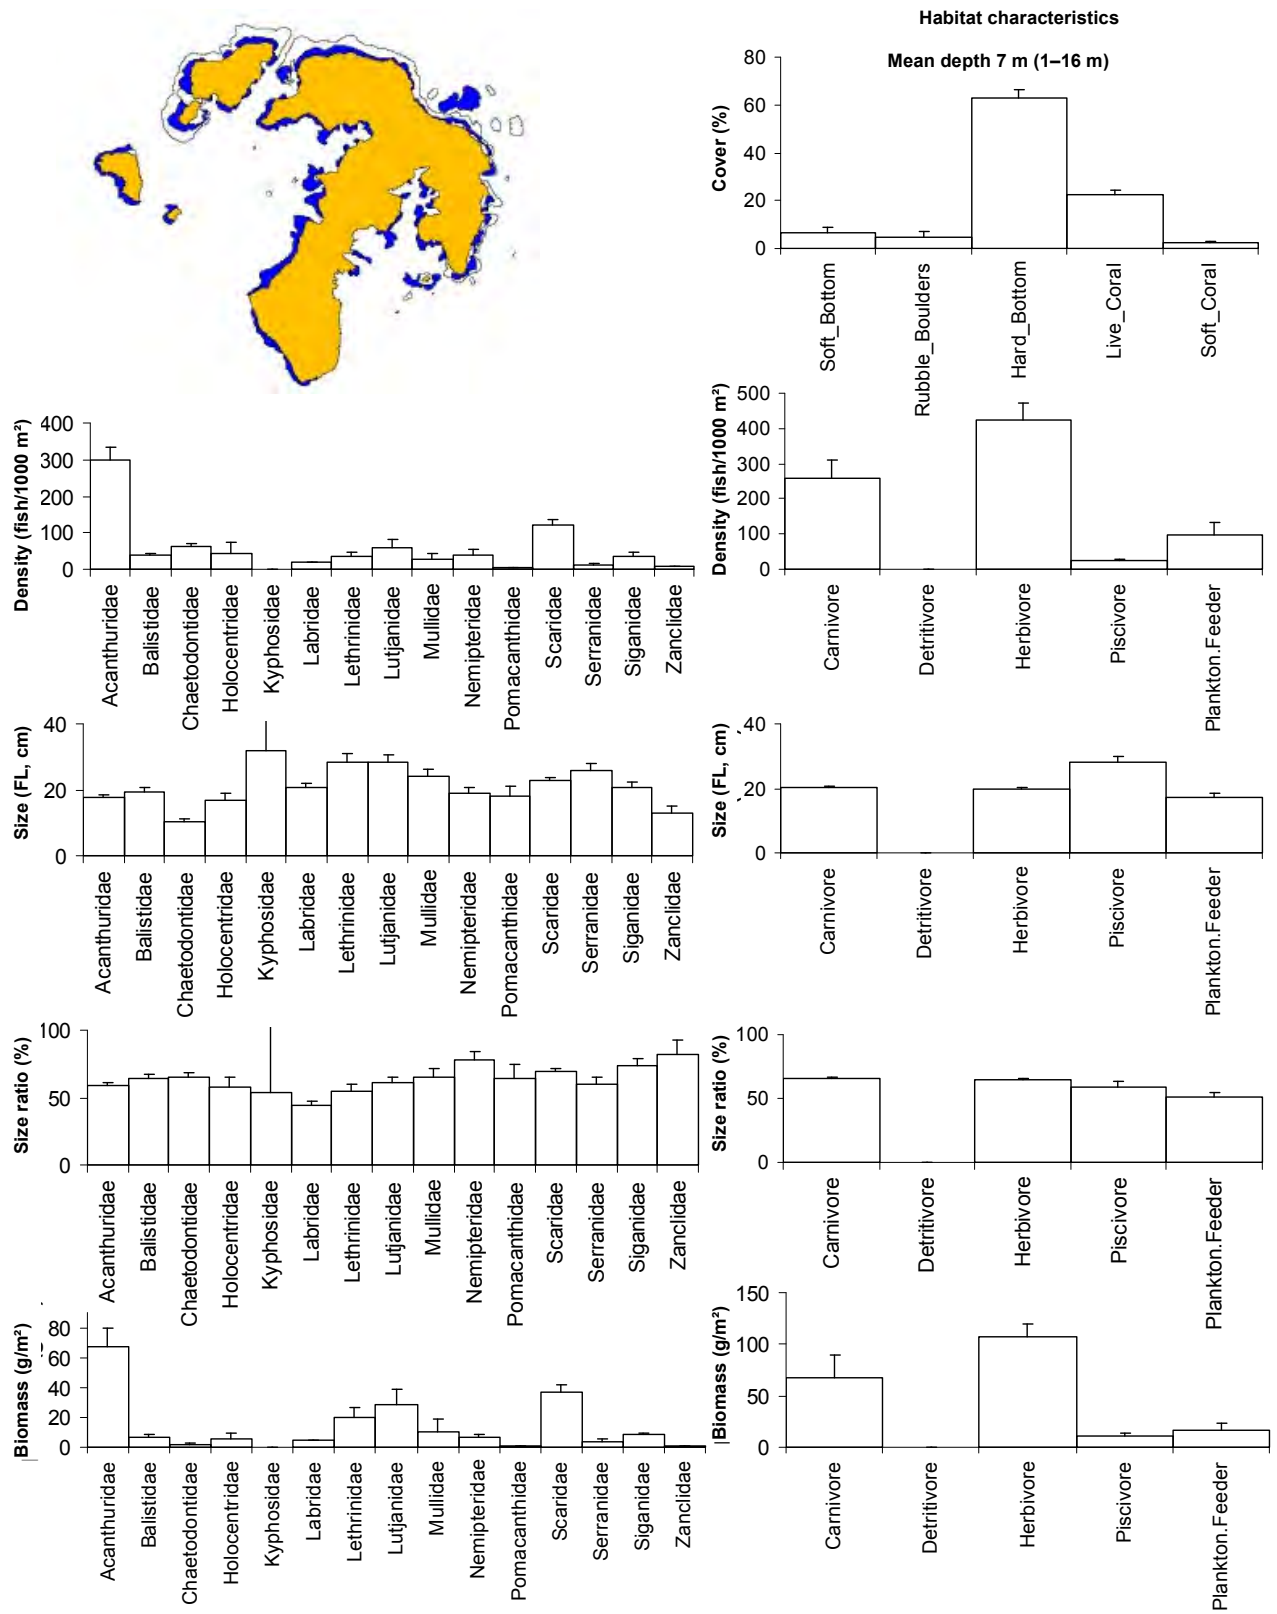 Habitat characteristics
Mean depth 7 m (1–16 m)
Cover (%)
80
60
40
20
0
Soft_Bottom
Rubble_Boulders
Hard_Bottom
Live_Coral
Soft_Coral
Density (fish/1000 m²)
400
300
200
100
0
Acanthuridae
Balistidae
Chaetodontidae
Holocentridae
Kyphosidae
Labridae
Lethrinidae
Lutjanidae
Mullidae
Nemipteridae
Pomacanthidae
Scaridae
Serranidae
Siganidae
Zanclidae
Density (fish/1000 m²)
500
400
300
200
100
0
Carnivore
Detritivore
Herbivore
Piscivore
Plankton.Feeder
Size (FL, cm)
40
20
0
Acanthuridae
Balistidae
Chaetodontidae
Holocentridae
Kyphosidae
Labridae
Lethrinidae
Lutjanidae
Mullidae
Nemipteridae
Pomacanthidae
Scaridae
Serranidae
Siganidae
Zanclidae
Size (FL, cm)
40
20
0
Carnivore
Detritivore
Herbivore
Piscivore
Plankton.Feeder
Size ratio (%)
100
50
0
Acanthuridae
Balistidae
Chaetodontidae
Holocentridae
Kyphosidae
Labridae
Lethrinidae
Lutjanidae
Mullidae
Nemipteridae
Pomacanthidae
Scaridae
Serranidae
Siganidae
Zanclidae
Size ratio (%)
100
50
0
Carnivore
Detritivore
Herbivore
Piscivore
Plankton.Feeder
Biomass (g/m²)
80
60
40
20
0
Acanthuridae
Balistidae
Chaetodontidae
Holocentridae
Kyphosidae
Labridae
Lethrinidae
Lutjanidae
Mullidae
Nemipteridae
Pomacanthidae
Scaridae
Serranidae
Siganidae
Zanclidae
Biomass (g/m²)
150
100
50
0
Carnivore
Detritivore
Herbivore
Piscivore
Plankton.Feeder